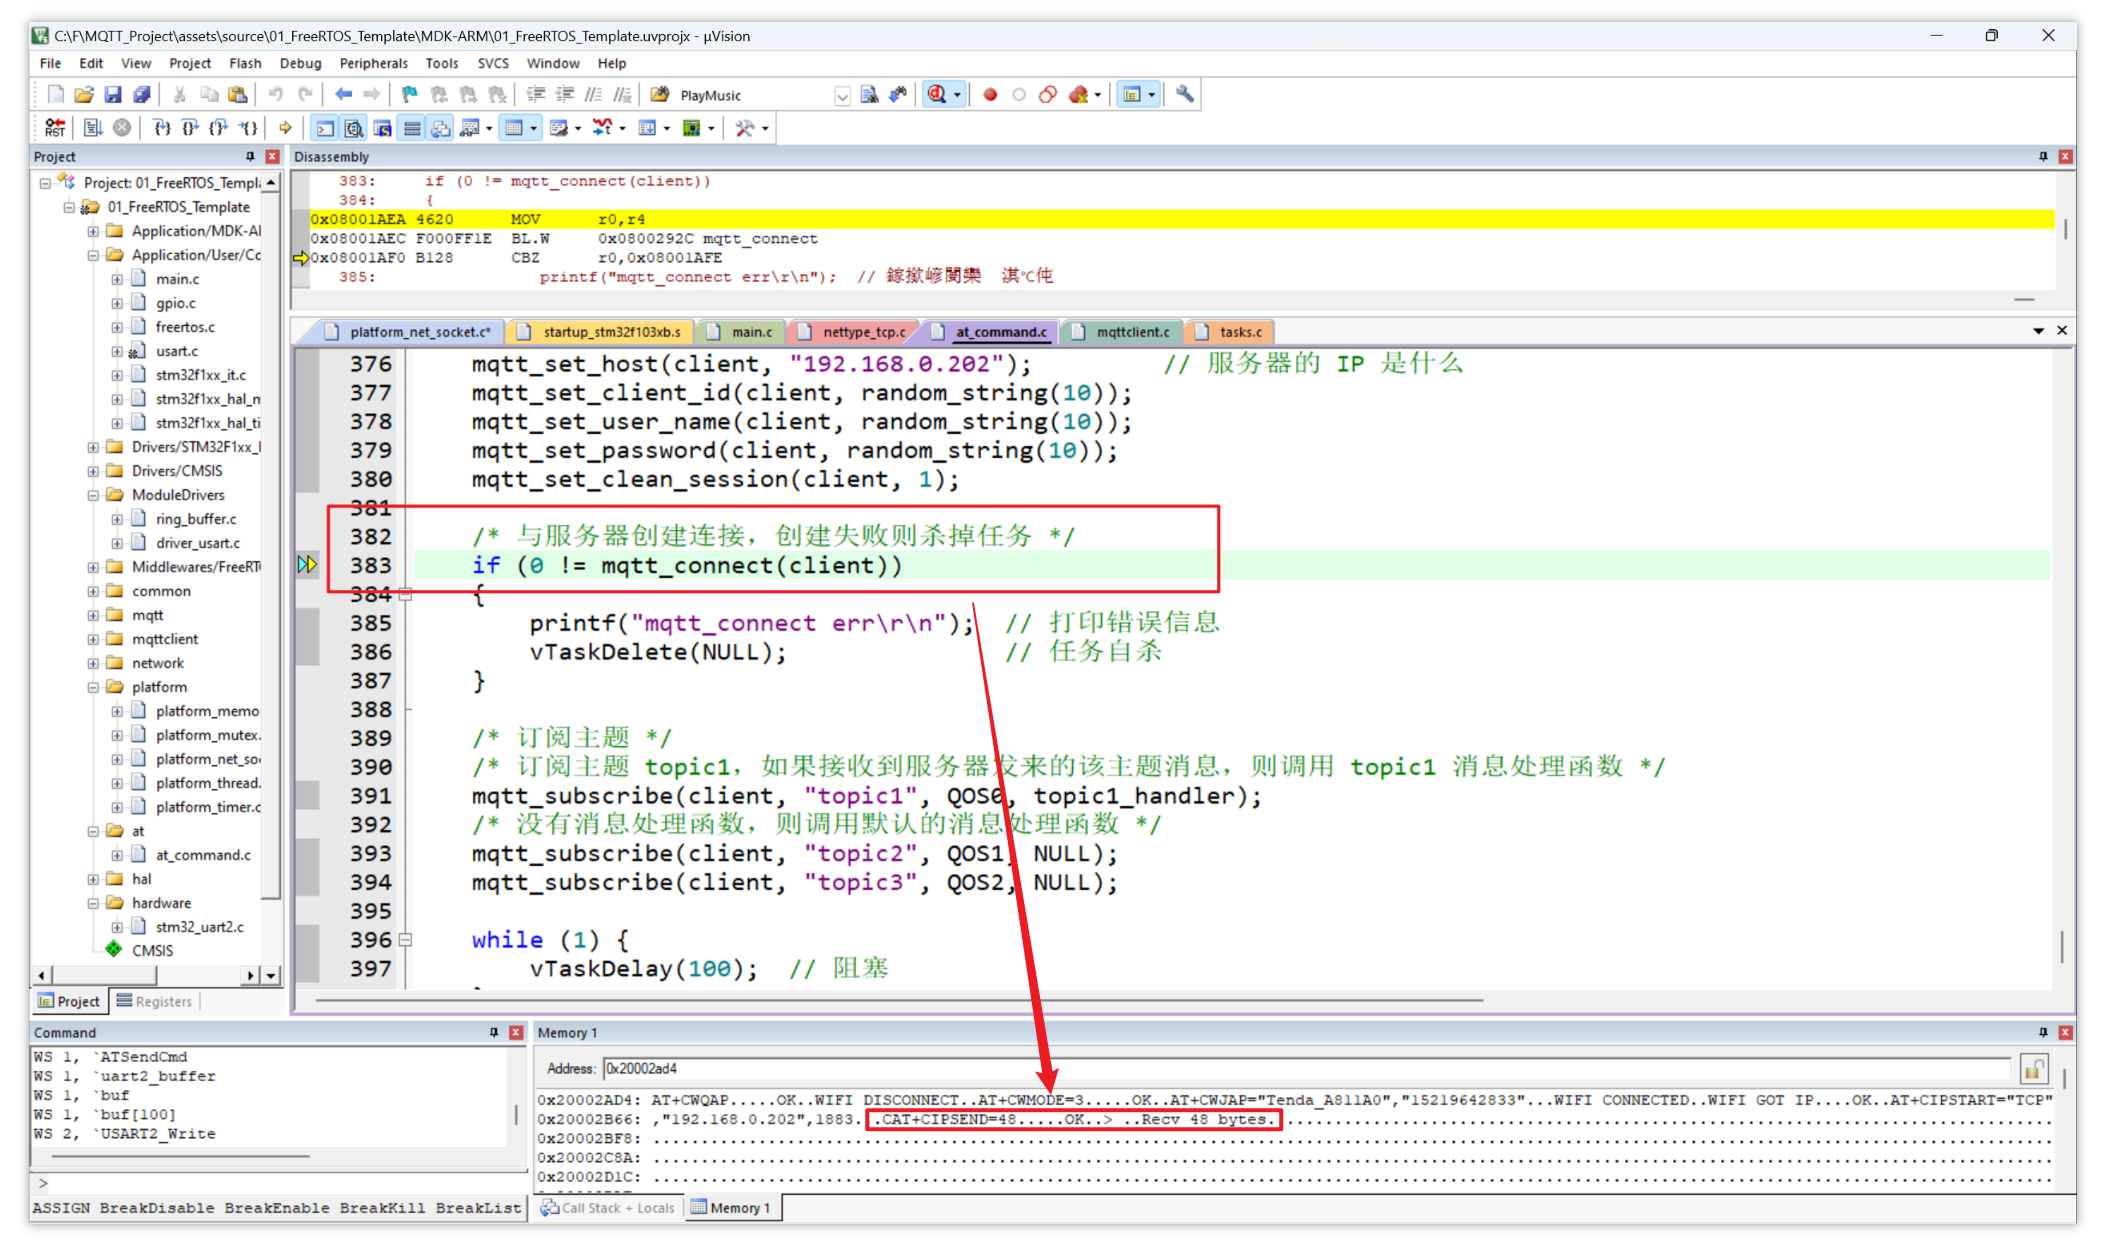 C:\F\MQTT_Project\assets\source\01_FreeRTOS_Template\MDK-ARM\01_FreeRTOS_Template.uvprojx - µVision
File Edit View Project Flash Debug Peripherals Tools SVCS Window Help
PlayMusic
Project
Project: 01_FreeRTOS_Templ
01_FreeRTOS_Template
Application/MDK-AI
Application/User/Cc
main.c
gpio.c
freertos.c
usart.c
stm32f1xx_it.c
stm32f1xx_hal_m
stm32f1xx_hal_ti
Drivers/STM32F1xx_l
Drivers/CMSIS
ModuleDrivers
ring_buffer.c
driver_usart.c
Middlewares/FreeRT
common
mqtt
mqttclient
network
platform
platform_memo
platform_mutex.
platform_net_so
platform_thread.
platform_timer.c
at
at_command.c
hal
hardware
stm32_uart2.c
CMSIS
Project Registers
Disassembly
383: if (0 != mqtt_connect(client))
384: {
0x08001AEA 4620 MOV r0,r4
0x08001AEC F000FF1E BL.W 0x0800292C mqtt_connect
0x08001AF0 B128 CBZ r0,0x08001AFE
385: printf("mqtt_connect err\r\n"); //
platform_net_socket.c* startup_stm32f103xb.s main.c nettype_tcp.c at_command.c mqttclient.c tasks.c
376 mqtt_set_host(client, "192.168.0.202"); // 服务器的 IP 是什么
377 mqtt_set_client_id(client, random_string(10));
378 mqtt_set_user_name(client, random_string(10));
379 mqtt_set_password(client, random_string(10));
380 mqtt_set_clean_session(client, 1);
381
382 /* 与服务器创建连接，创建失败则杀掉任务 */
383 if (0 != mqtt_connect(client))
384 {
385 printf("mqtt_connect err\r\n"); // 打印错误信息
386 vTaskDelete(NULL); // 任务自杀
387 }
388
389 /* 订阅主题 */
390 /* 订阅主题 topic1，如果接收到服务器发来的该主题消息，则调用 topic1 消息处理函数 */
391 mqtt_subscribe(client, "topic1", QOS0, topic1_handler);
392 /* 没有消息处理函数，则调用默认的消息处理函数 */
393 mqtt_subscribe(client, "topic2", QOS1, NULL);
394 mqtt_subscribe(client, "topic3", QOS2, NULL);
395
396 while (1) {
397 vTaskDelay(100); // 阻塞
Command
WS 1, `ATSendCmd
WS 1, `uart2_buffer
WS 1, `buf
WS 1, `buf[100]
WS 2, `USART2_Write
>
ASSIGN BreakDisable BreakEnable BreakKill BreakList
Memory 1
Address: 0x20002ad4
0x20002AD4: AT+CWQAP.....OK..WIFI DISCONNECT..AT+CWMODE=3.....OK..AT+CWJAP="Tenda_A811A0","15219642833"...WIFI CONNECTED..WIFI GOT IP....OK..AT+CIPSTART="TCP"
0x20002B66: ,"192.168.0.202",1883. .CAT+CIPSEND=48.....OK..> ..Recv 48 bytes.
0x20002BF8:
0x20002C8A:
0x20002D1C:
Call Stack + Locals Memory 1